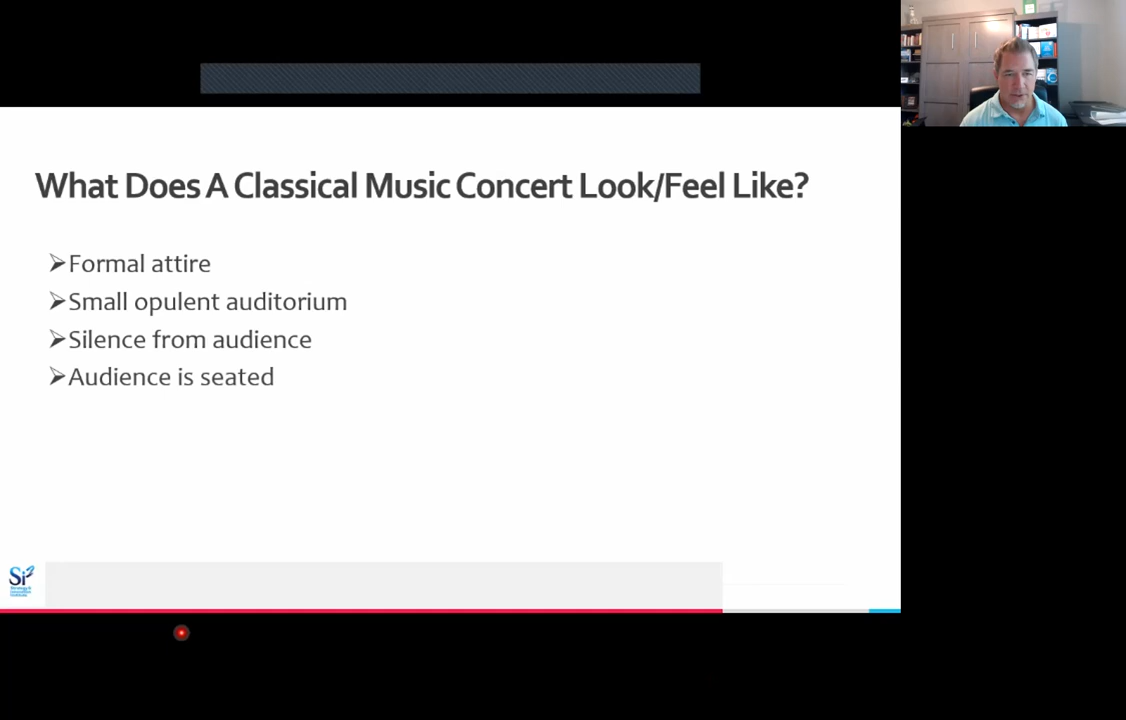 What Does A Classical Music Concert Look/Feel Like?
➢Formal attire
➢Small opulent auditorium
➢Silence from audience
➢Audience is seated
Si